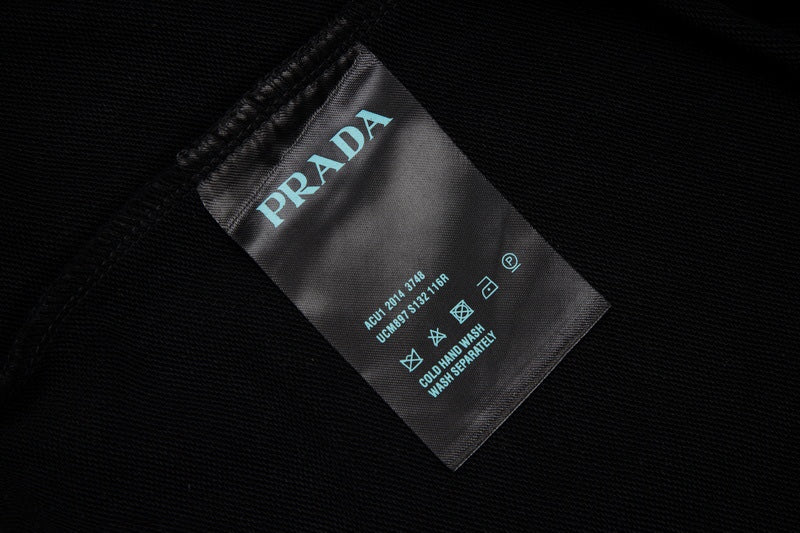 PRADA
ACU1 2014 3748
UCM897 S132 116R
P
COLD HAND WASH
WASH SEPARATELY